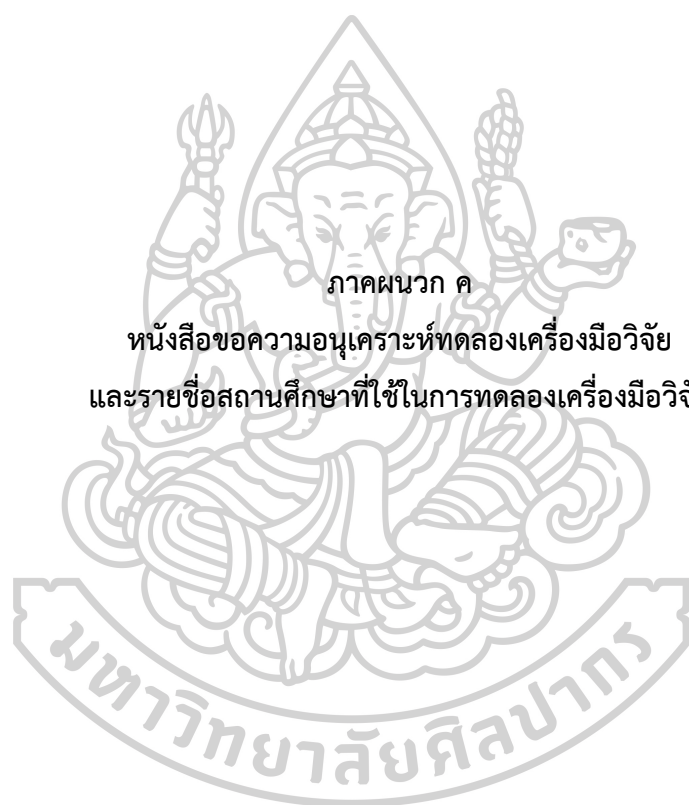 ภาคผนวก ค
หนังสือขอความอนุเคราะห์ทดลองเครื่องมือวิจัย
และรายชื่อสถานศึกษาที่ใช้ในการทดลองเครื่องมือวิจั
มหาวิทยาลัยศิลปากร